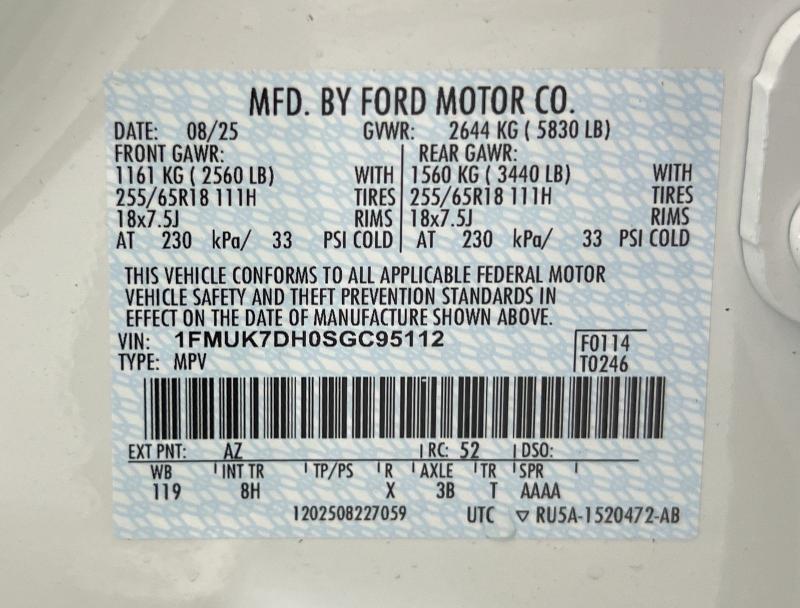 MFD. BY FORD MOTOR CO.
DATE: 08/25 GVWR: 2644 KG ( 5830 LB)
FRONT GAWR: REAR GAWR:
1161 KG ( 2560 LB) WITH 1560 KG ( 3440 LB) WITH
255/65R18 111H TIRES 255/65R18 111H TIRES
18x7.5J RIMS 18x7.5J RIMS
AT 230 kPa/ 33 PSI COLD AT 230 kPa/ 33 PSI COLD
THIS VEHICLE CONFORMS TO ALL APPLICABLE FEDERAL MOTOR
VEHICLE SAFETY AND THEFT PREVENTION STANDARDS IN
EFFECT ON THE DATE OF MANUFACTURE SHOWN ABOVE.
VIN: 1FMUK7DH0SGC95112 F0114
TYPE: MPV T0246
EXT PNT: AZ RC: 52 DSO:
WB INT TR TP/PS R AXLE TR SPR
119 8H X 3B T AAAA
1202508227059 UTC ▽ RU5A-1520472-AB